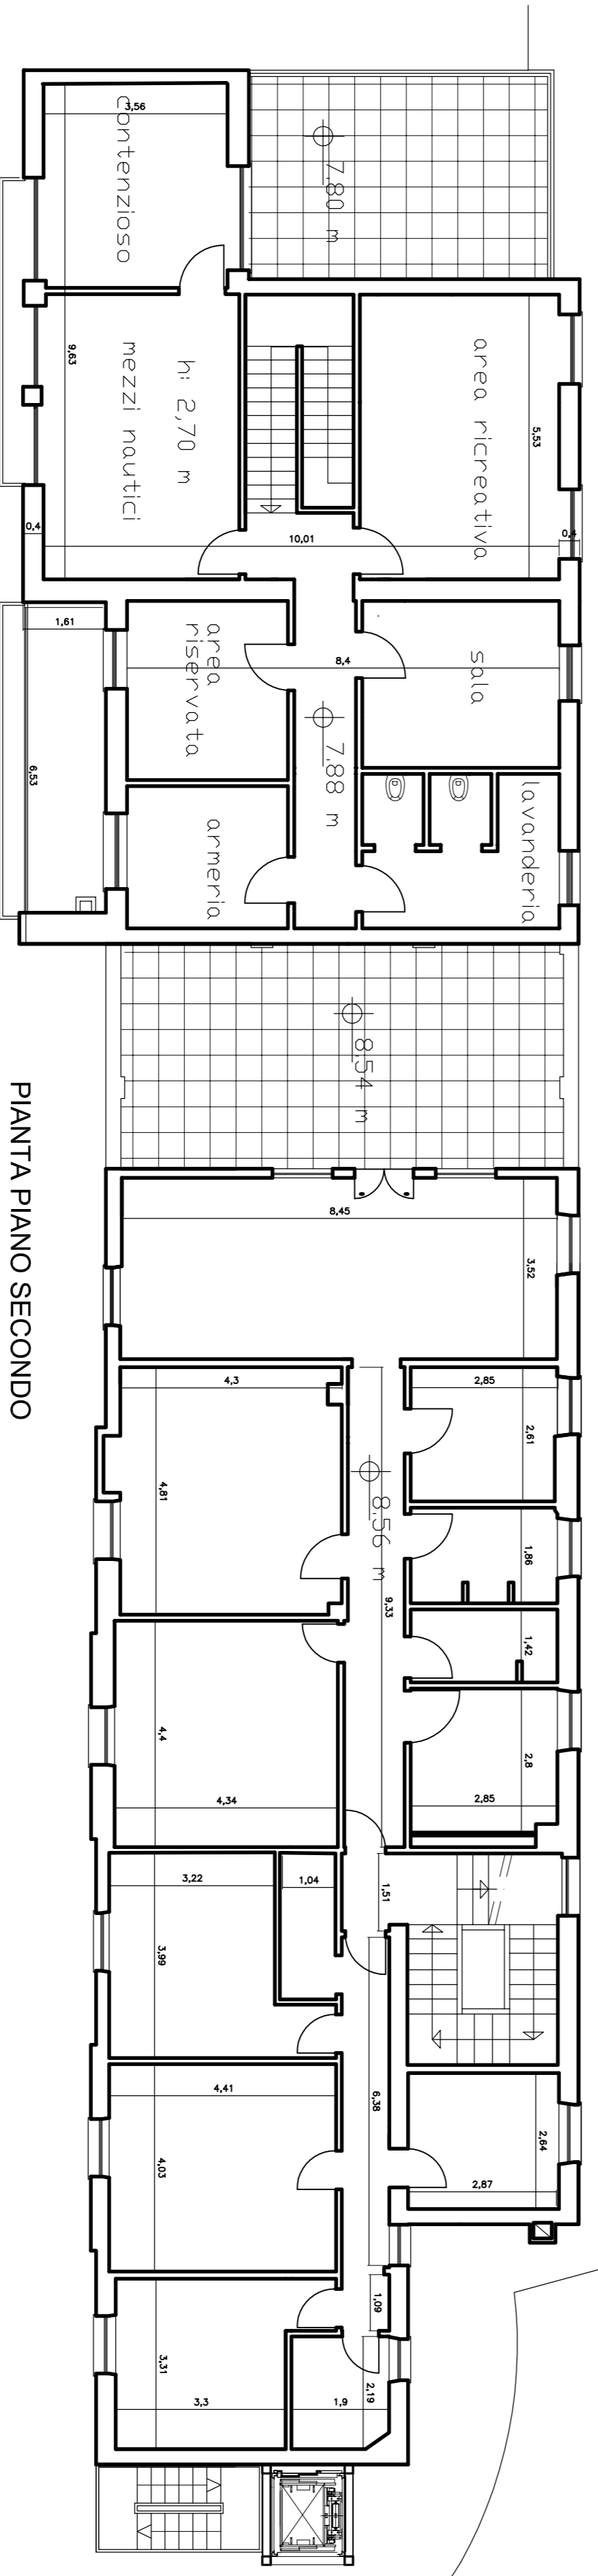 3,56
contenzioso
7,80 m
9,63
mezzi nautici
h: 2,70 m
area ricreativa
5,53
0,4
10,01
0,4
1,61
6,53
area
riservata
8,4
sala
7,88 m
armeria
lavanderia
8,54 m
PIANTA PIANO SECONDO
8,45
3,52
4,3
4,81
2,85
2,61
8,56 m
9,33
1,86
1,42
4,4
4,34
2,8
2,85
3,22
1,04
1,51
3,99
4,41
4,03
6,38
2,64
2,87
1,09
3,31
3,3
1,9
2,19